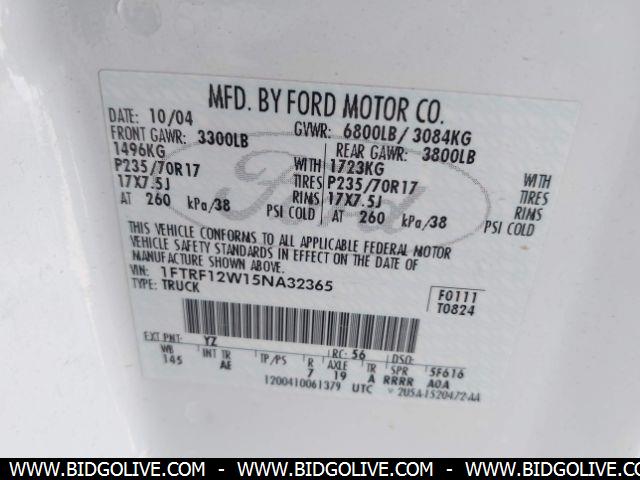 MFD. BY FORD MOTOR CO.
DATE: 10/04 GVWR: 6800LB/ 3084KG
FRONT GAWR: 3300LB REAR GAWR: 3800LB
1496KG WITH 1723KG WITH
P235/70R17 TIRES P235/70R17 TIRES
17X7.5J RIMS 17X7.5J RIMS
AT 260 kPa/38 PSI COLD AT 260 kPa/38 PSI COLD
THIS VEHICLE CONFORMS TO ALL APPLICABLE FEDERAL MOTOR
VEHICLE SAFETY STANDARDS IN EFFECT ON THE DATE OF
MANUFACTURE SHOWN ABOVE.
VIN: 1FTRF12W15NA32365
TYPE: TRUCK
F0111
T0824
EXT PNT: YZ RC: 56 DSO:
WB INT TR TP/PS R AXLE TR SPR 5F616
145 AE 7 19 A RRRR A0A
1200410061379 UTC 2U5A-1520472-AA
Ford
WWW.BIDGOLIVE.COM - WWW.BIDGOLIVE.COM - WWW.BIDGOLIVE.COM